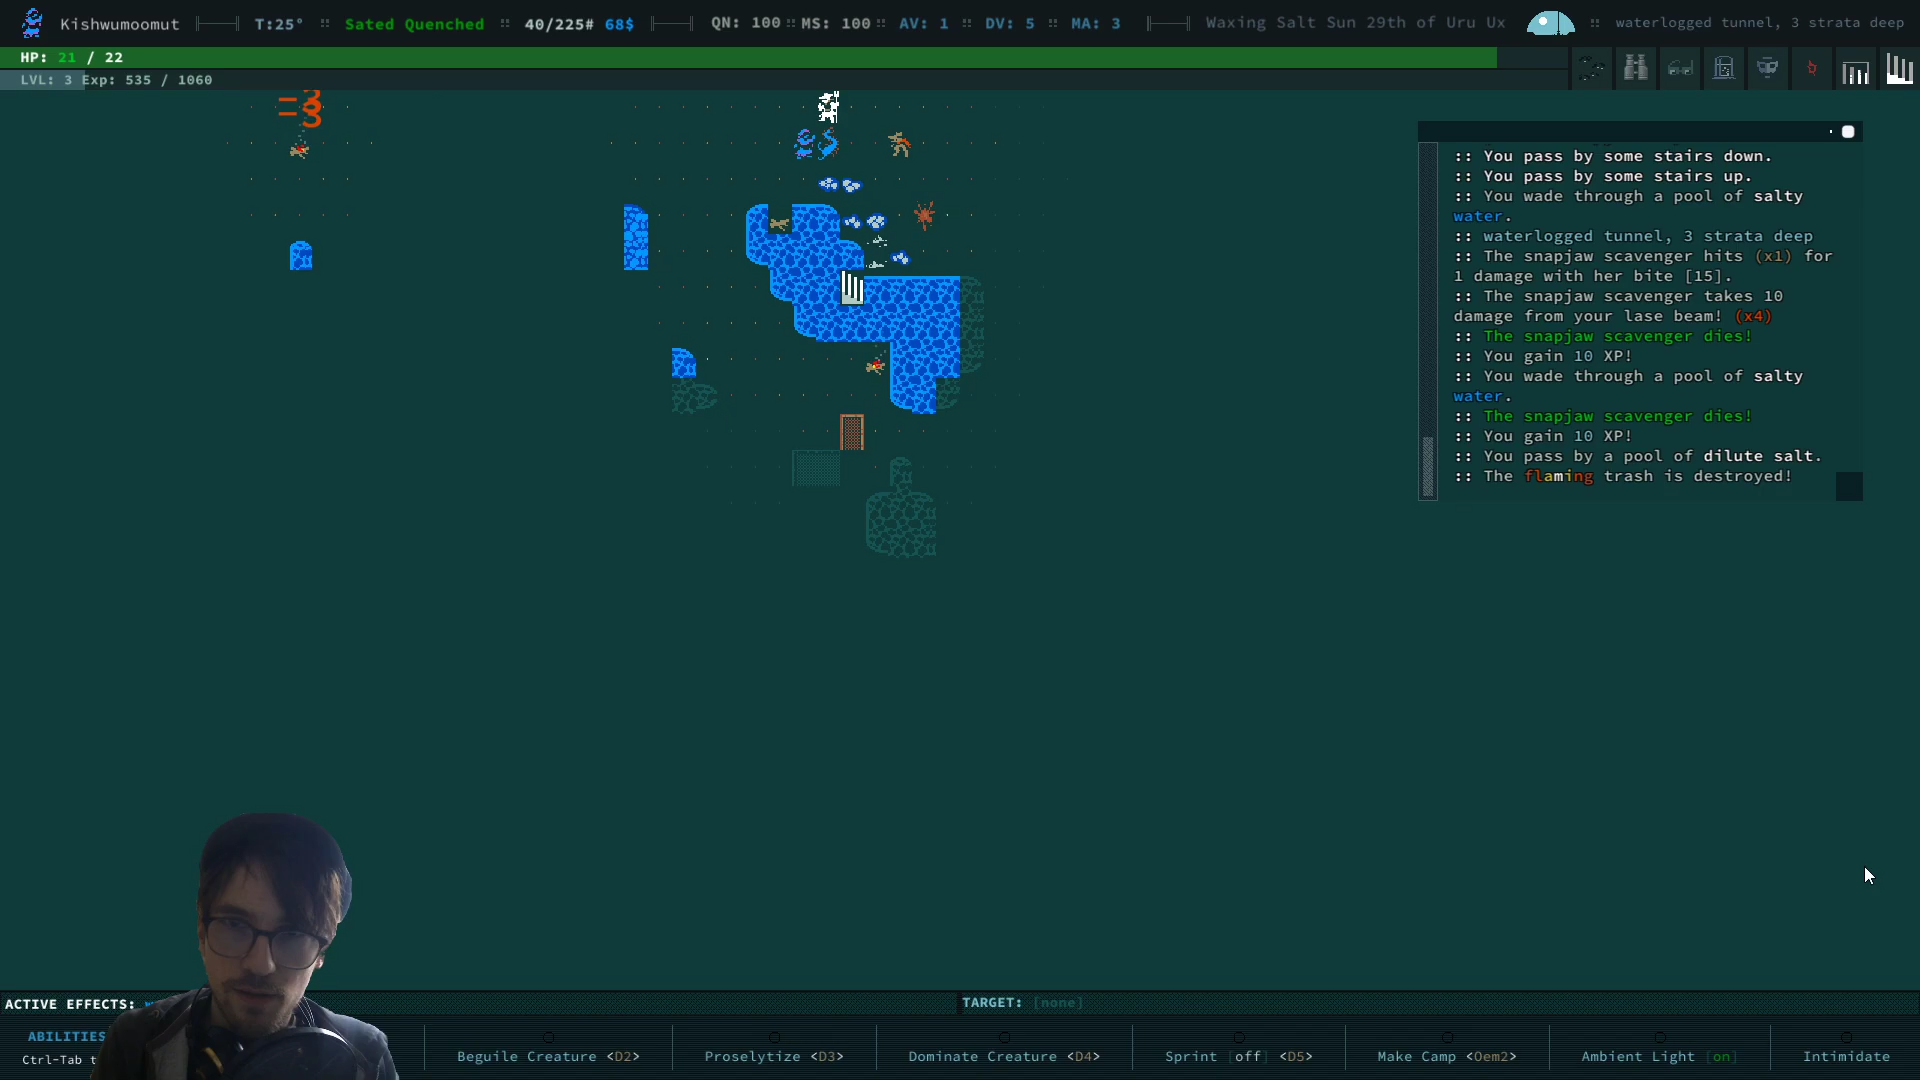 Kishwumoomut T:25° :: Sated Quenched :: 40/225# 68$ QN: 100 :: MS: 100 :: AV: 1 :: DV: 5 :: MA: 3 Waxing Salt Sun 29th of Uru Ux :: waterlogged tunnel, 3 strata deep
HP: 21 / 22
LVL: 3 Exp: 535 / 1060
:: You pass by some stairs down.
:: You pass by some stairs up.
:: You wade through a pool of salty
water.
:: waterlogged tunnel, 3 strata deep
:: The snapjaw scavenger hits (x1) for
1 damage with her bite [15].
:: The snapjaw scavenger takes 10
damage from your lase beam! (x4)
:: The snapjaw scavenger dies!
:: You gain 10 XP!
:: You wade through a pool of salty
water.
:: The snapjaw scavenger dies!
:: You gain 10 XP!
:: You pass by a pool of dilute salt.
:: The flaming trash is destroyed!
ACTIVE EFFECTS: TARGET: [none]
ABILITIES
Ctrl-Tab t
Beguile Creature <D2> Proselytize <D3> Dominate Creature <D4> Sprint [off] <D5> Make Camp <Oem2> Ambient Light [on] Intimidate